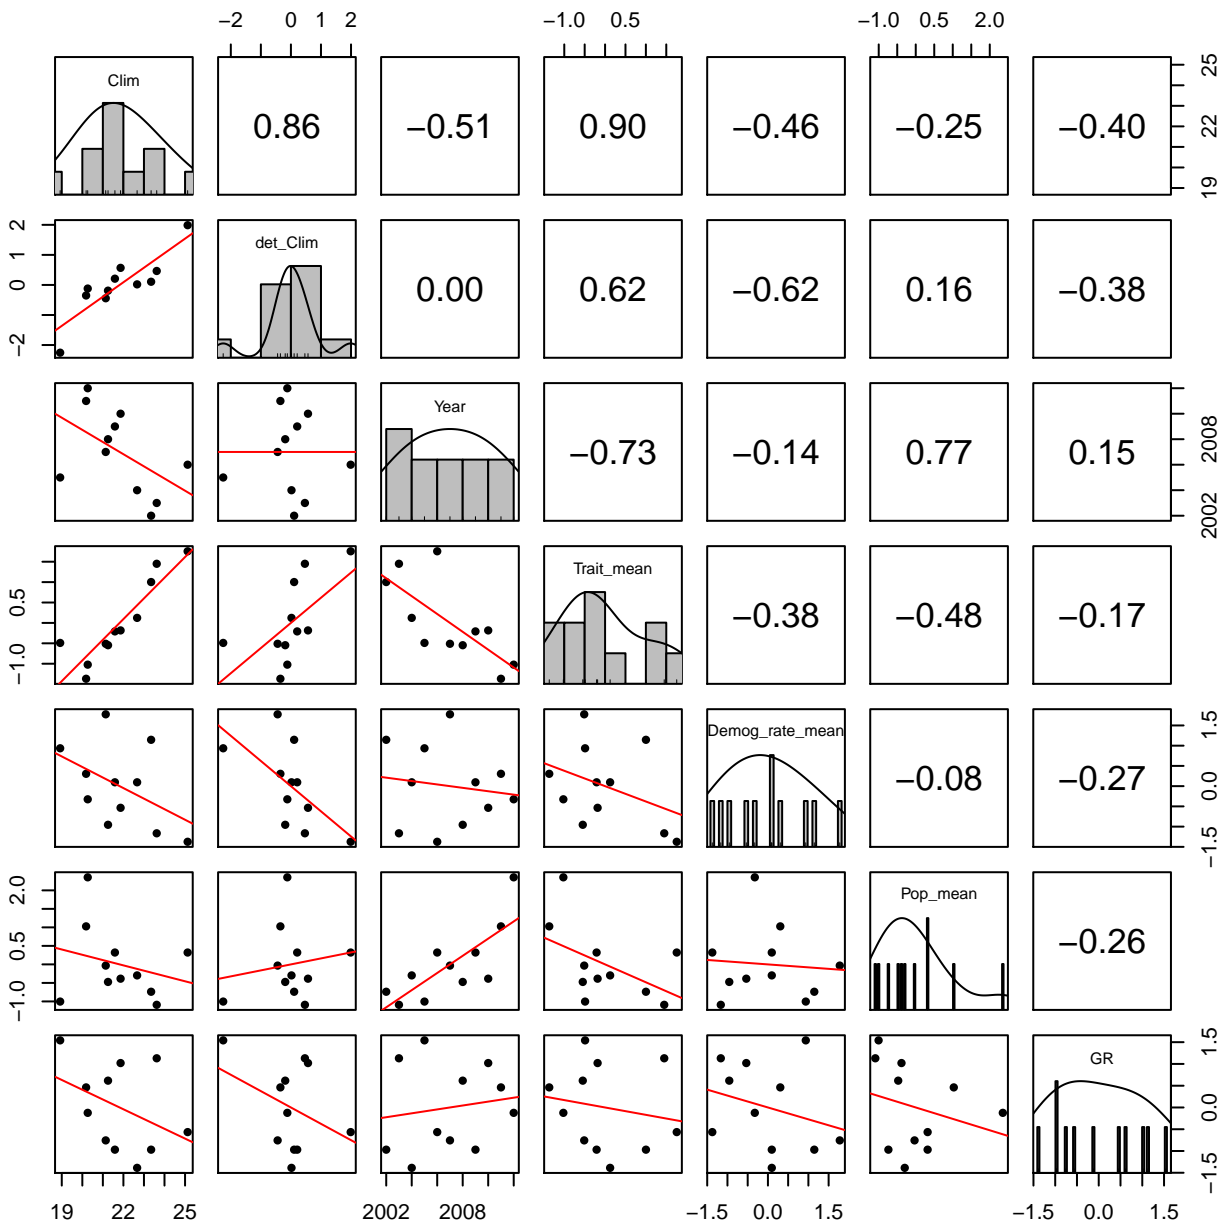 −2 0 1 2 −1.0 0.5 −1.0 0.5 2.0
Clim 0.86 −0.51 0.90 −0.46 −0.25 −0.40
19 22 25
det_Clim 0.00 0.62 −0.62 0.16 −0.38
−2 0 1 2
Year −0.73 −0.14 0.77 0.15
2002 2008
Trait_mean −0.38 −0.48 −0.17
−1.0 0.5
Demog_rate_mean −0.08 −0.27
−1.5 0.0 1.5
Pop_mean −0.26
−1.0 0.5 2.0
GR
−1.5 0.0 1.5
19 22 25 2002 2008 −1.5 0.0 1.5 −1.5 0.0 1.5